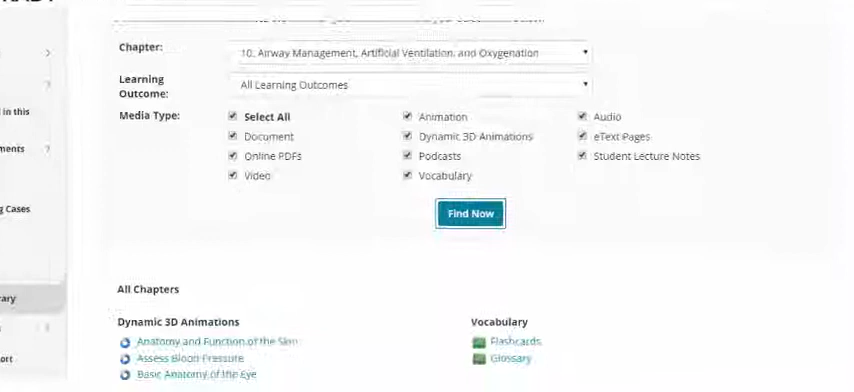 Chapter: 10. Airway Management, Artificial Ventilation, and Oxygenation
Learning Outcome: All Learning Outcomes
in this
Media Type: Select All Animation Audio
Document Dynamic 3D Animations eText Pages
Online PDFs Podcasts Student Lecture Notes
Video Vocabulary
Cases
Find Now
All Chapters
Dynamic 3D Animations Vocabulary
Anatomy and Function of the Skin Flashcards
Assess Blood Pressure Glossary
Basic Anatomy of the Eye